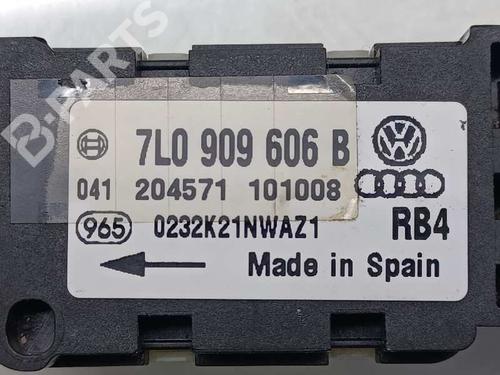 B-PARTS
7L0 909 606 B
041 204571 101008
965 0232K21NWAZ1 RB4
Made in Spain